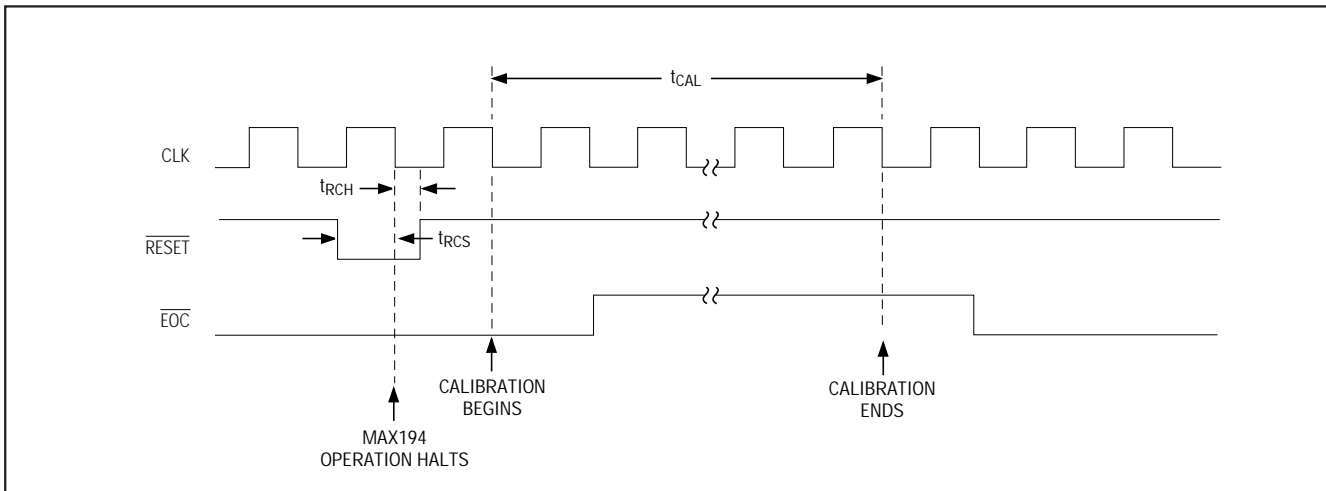 tCAL
CLK
tRCH
RESET
tRCS
EOC
CALIBRATION
BEGINS
CALIBRATION
ENDS
MAX194
OPERATION HALTS